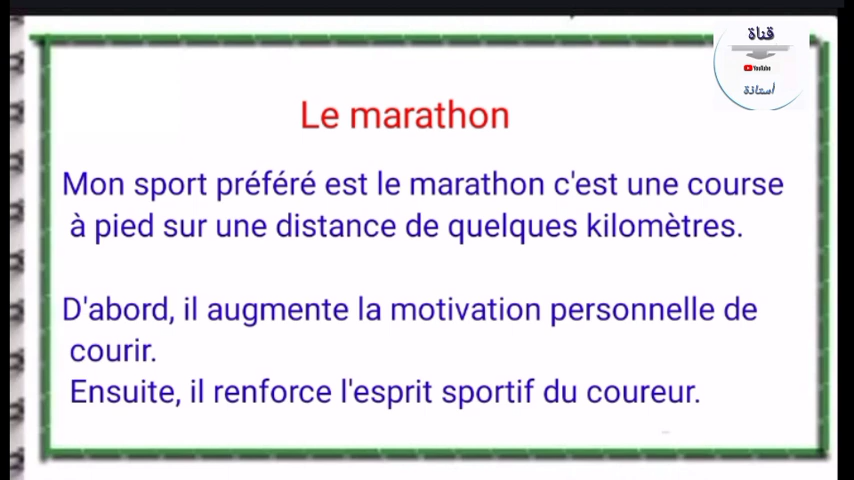 قناة
YouTube
أستاذة
Le marathon
Mon sport préféré est le marathon c'est une course
à pied sur une distance de quelques kilomètres.
D'abord, il augmente la motivation personnelle de
courir.
Ensuite, il renforce l'esprit sportif du coureur.